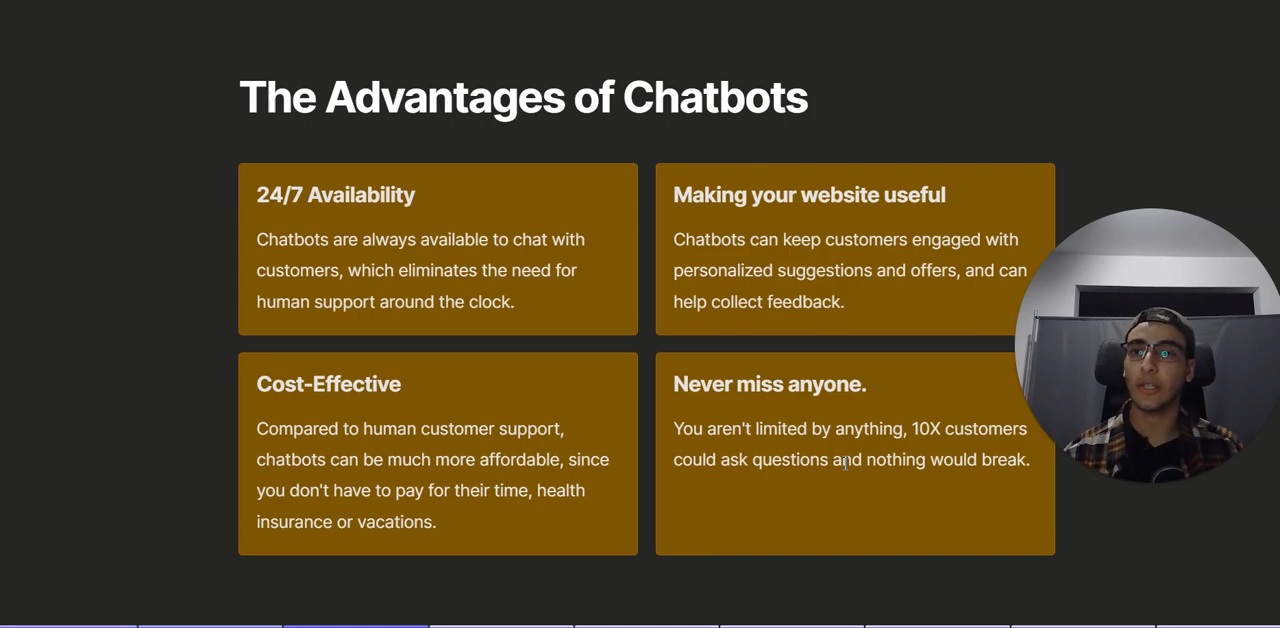 The Advantages of Chatbots
24/7 Availability
Chatbots are always available to chat with
customers, which eliminates the need for
human support around the clock.
Making your website useful
Chatbots can keep customers engaged with
personalized suggestions and offers, and can
help collect feedback.
Cost-Effective
Compared to human customer support,
chatbots can be much more affordable, since
you don't have to pay for their time, health
insurance or vacations.
Never miss anyone.
You aren't limited by anything, 10X customers
could ask questions and nothing would break.